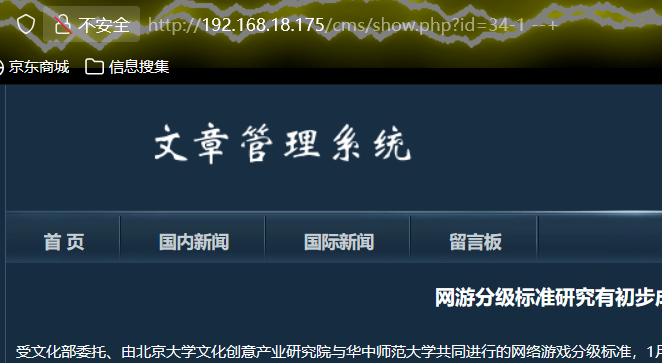 不安全 http://192.168.18.175/cms/show.php?id=34-1 --+
京东商城 信息搜集
文章管理系统
首 页 国内新闻 国际新闻 留言板
网游分级标准研究有初步
受文化部委托、由北京大学文化创意产业研究院与华中师范大学共同进行的网络游戏分级标准，1